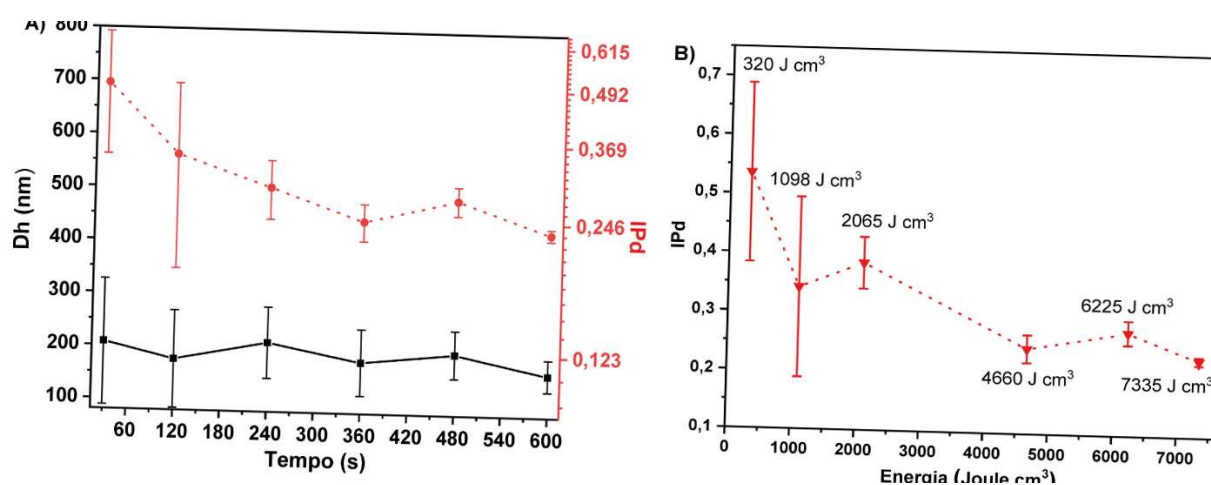 A)
800
700
600
500
400
300
200
100
Dh (nm)
60 120 180 240 300 360 420 480 540 600
Tempo (s)
0,615
0,492
0,369
0,246
0,123
IPd
B)
0,7
0,6
0,5
0,4
0,3
0,2
0,1
IPd
320 J cm³
1098 J cm³
2065 J cm³
4660 J cm³
6225 J cm³
7335 J cm³
0 1000 2000 3000 4000 5000 6000 7000
Energia (Joule cm³)